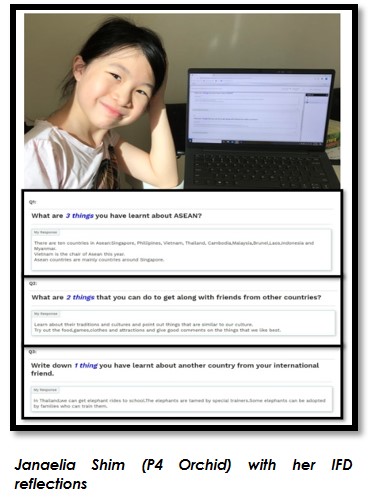 Q1:
What are 3 things you have learnt about ASEAN?
My Response
There are ten countries in Asean:Singapore, Philipines, Vietnam, Thailand, Cambodia,Malaysia,Brunei,Laos,Indonesia and
Myanmar.
Vietnam is the chair of Asean this year.
Asean countries are mainly countries around Singapore.
Q2:
What are 2 things that you can do to get along with friends from other countries?
My Response
Learn about their traditions and cultures and point out things that are similar to our culture.
Try out the food,games,clothes and attractions and give good comments on the things that we like best.
Q3:
Write down 1 thing you have learnt about another country from your international
friend.
My Response
In Thailand,we can get elephant rides to school.The elephants are tamed by special trainers.Some elephants can be adopted
by families who can train them.
Janaelia Shim (P4 Orchid) with her IFD
reflections